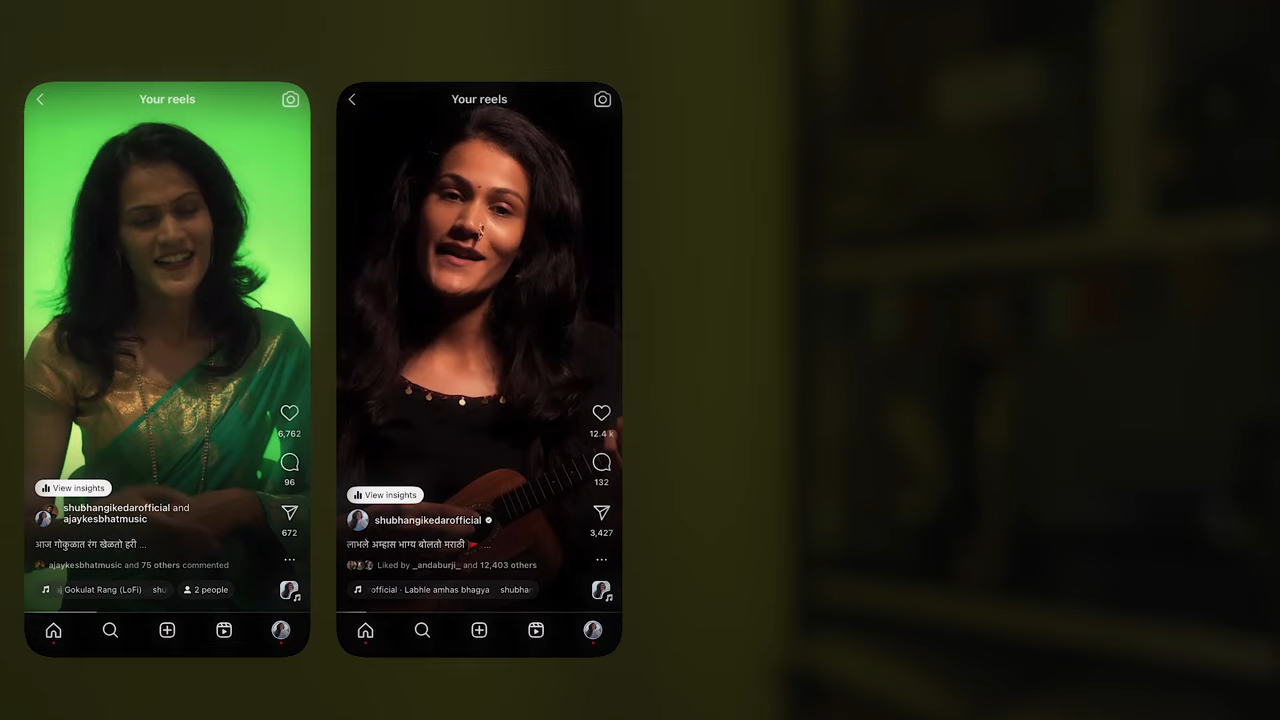 Your reels
6,762
96
View insights
shubhangikedarofficial and
ajaykesbhatmusic
672
आज गोकुळात रंग खेळतो हरी ...
ajaykesbhatmusic and 75 others commented
Gokulat Rang (LoFi) shu
2 people
Your reels
12.4 k
132
View insights
shubhangikedarofficial
3,427
लाभले अम्हास भाग्य बोलतो मराठी 🚩 ...
Liked by _andaburji_ and 12,403 others
official · Labhle amhas bhagya shubhan